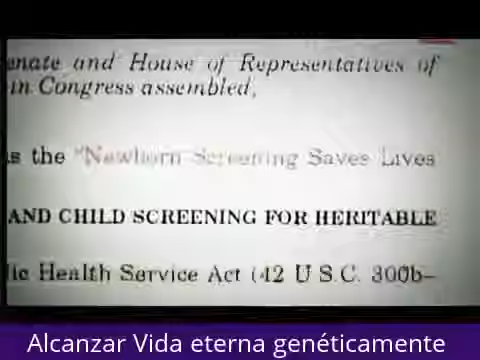 enate and House of Representatives of
in Congress assembled,
s the "Newborn Screening Saves Lives
AND CHILD SCREENING FOR HERITABLE
lic Health Service Act (42 U S.C. 300b–
Alcanzar Vida eterna genéticamente